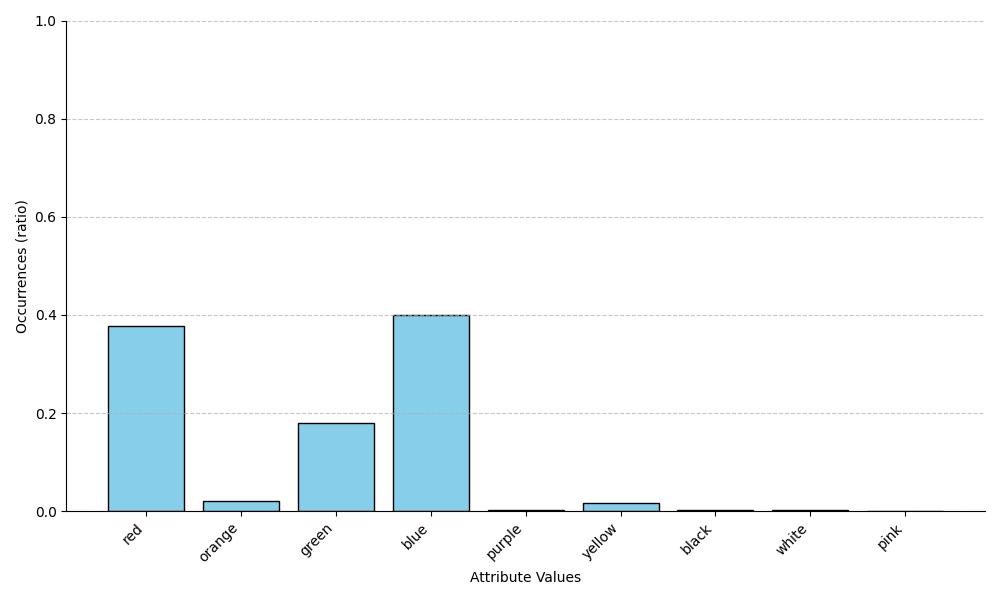 1.0
0.8
0.6
0.4
0.2
0.0
Occurrences (ratio)
red
orange
green
blue
purple
yellow
black
white
pink
Attribute Values